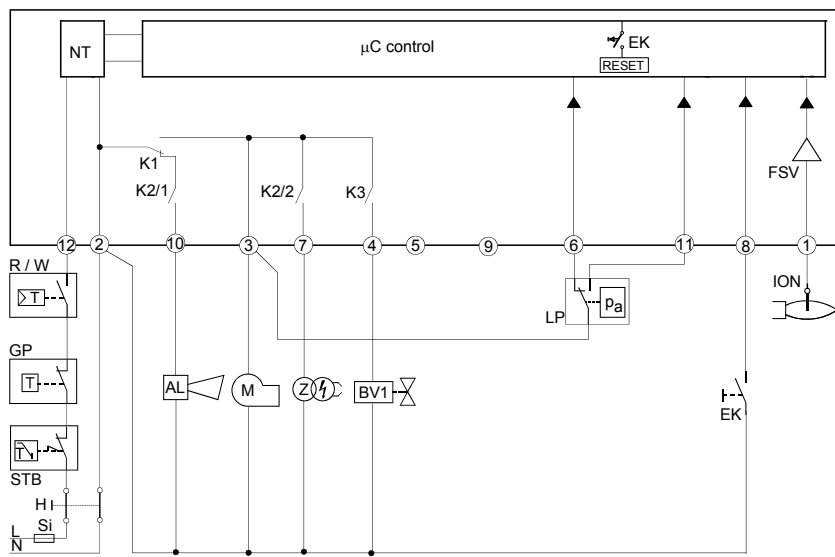 NT
µC control
EK
RESET
K1
K2/1
K2/2
K3
FSV
12 2 10 3 7 4 5 9 6 11 8 1
R / W
T
GP
T
STB
T
H
Si
L
N
AL
M
Z
BV1
LP
pa
ION
EK